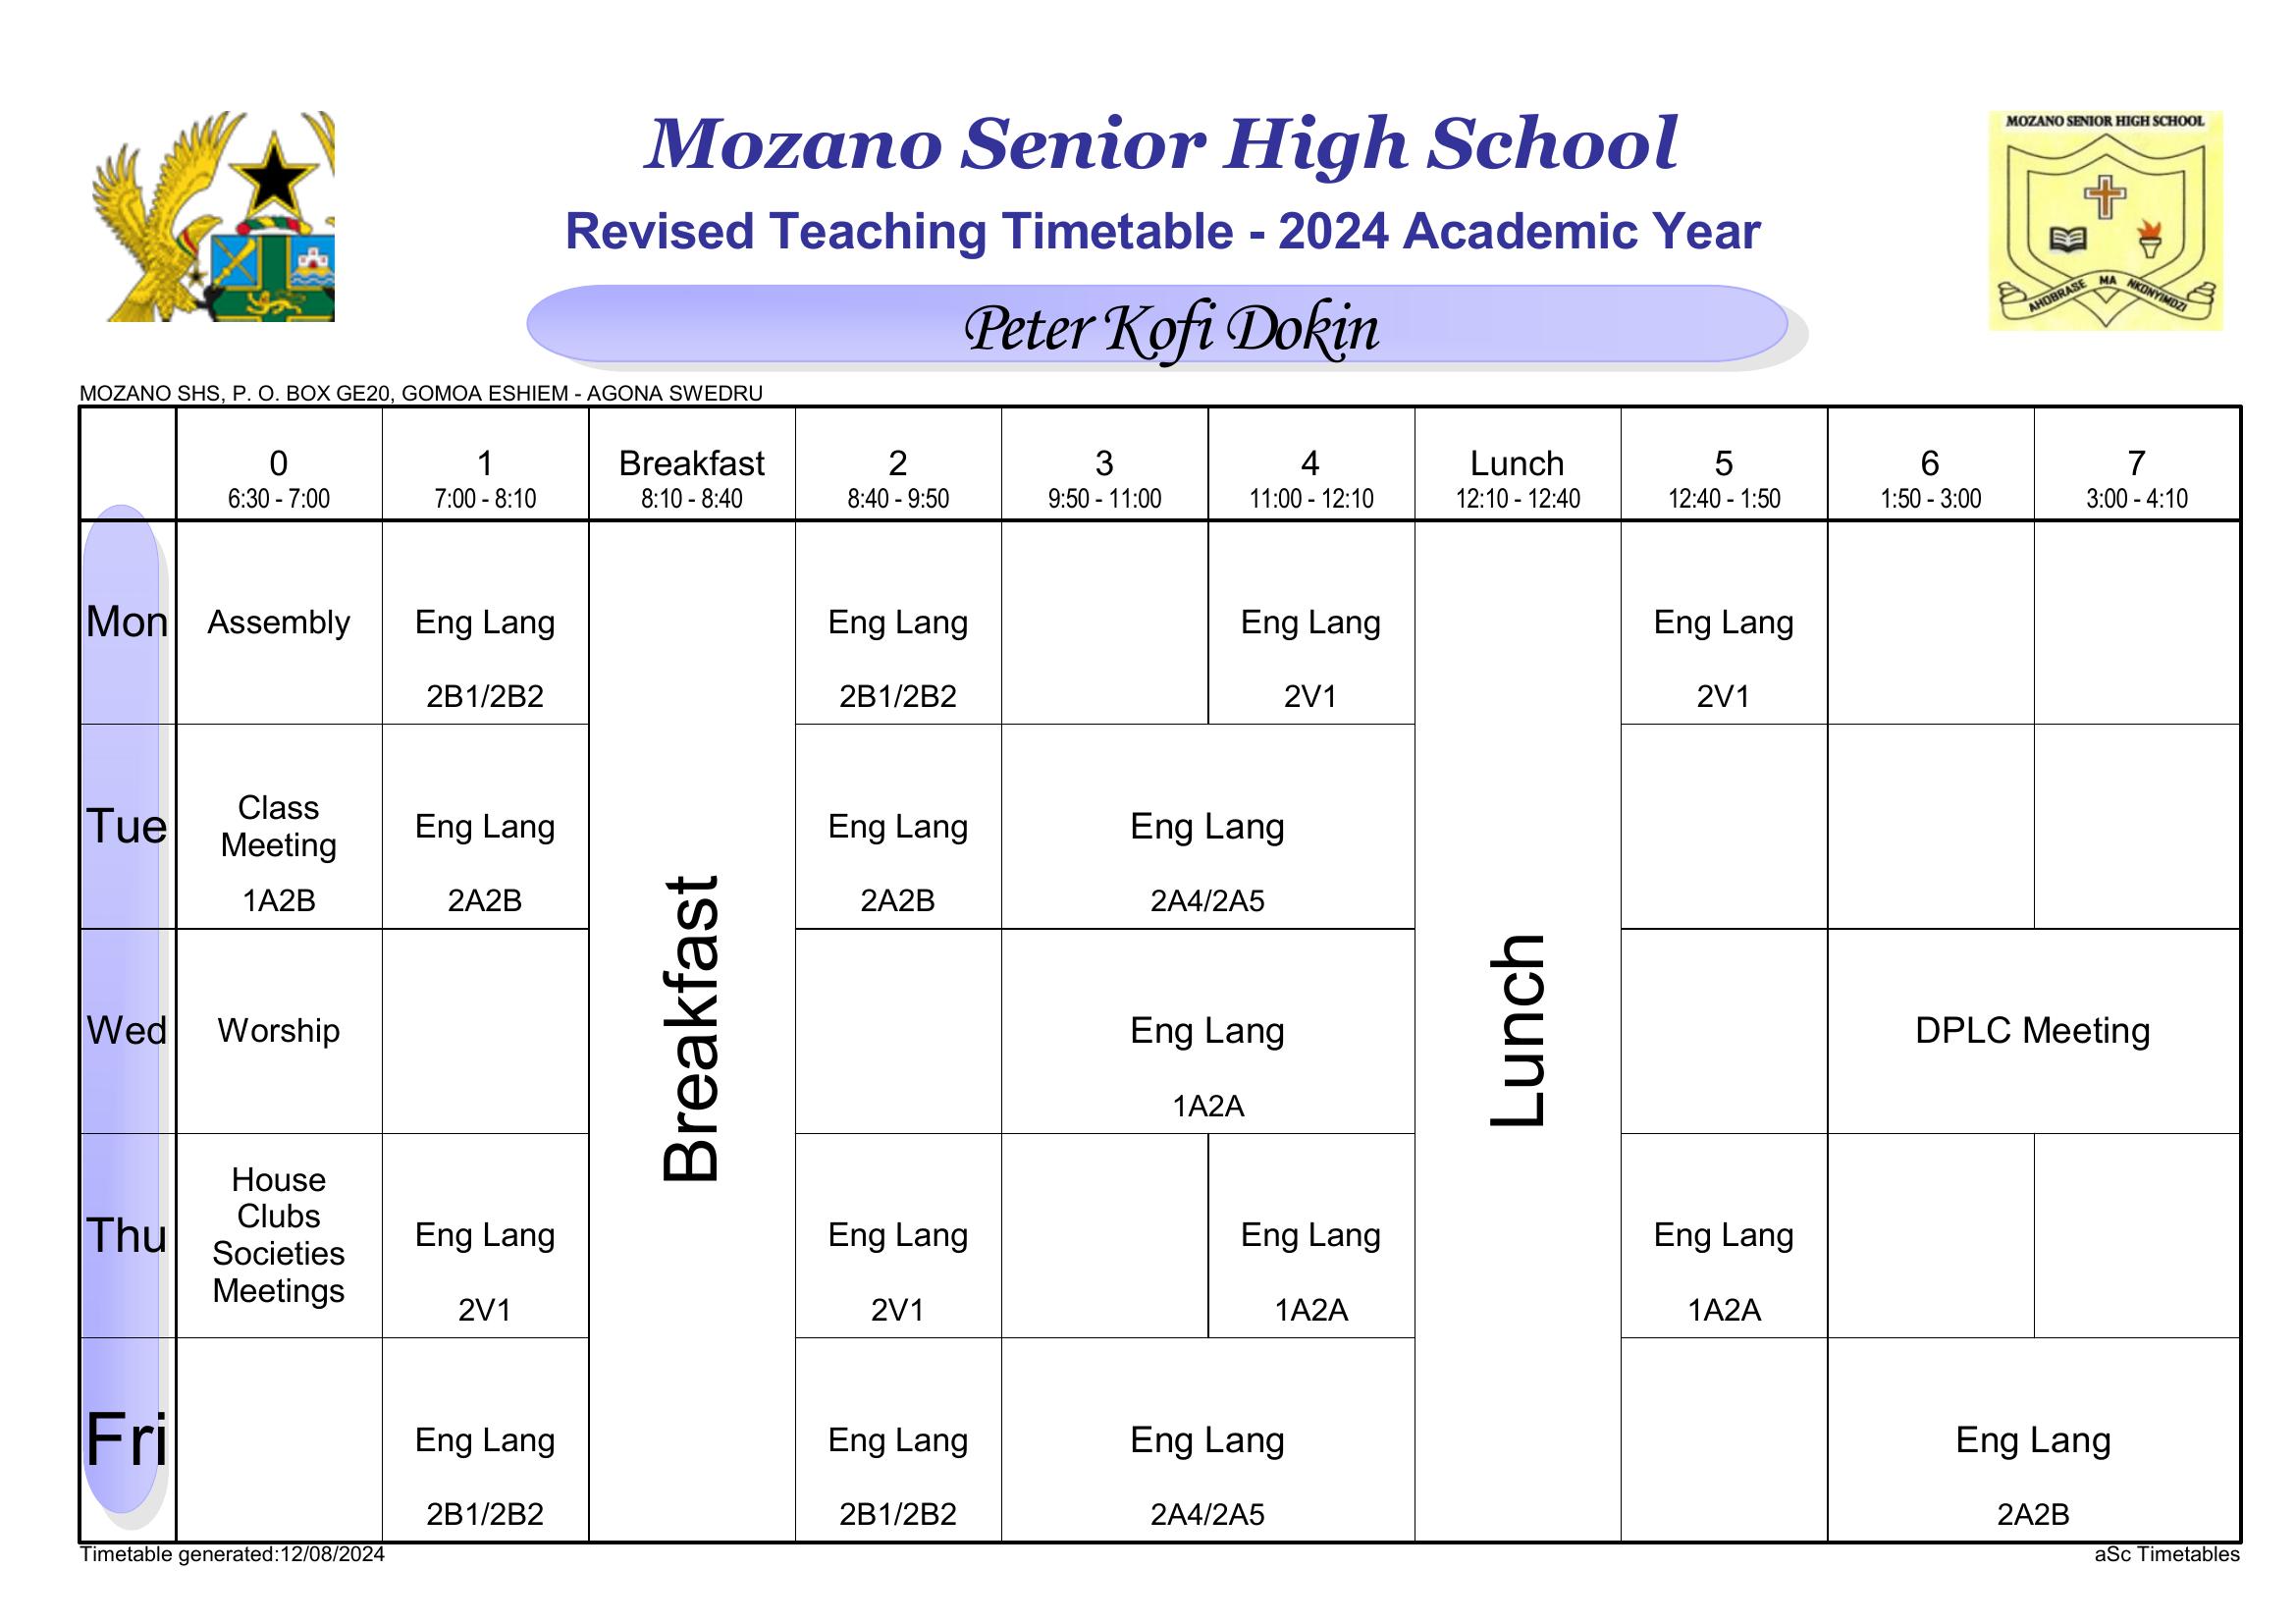 MOZANO SENIOR HIGH SCHOOL
AHOBRASE MA NKONYIMDZI
Mozano Senior High School
Revised Teaching Timetable - 2024 Academic Year
Peter Kofi Dokin
MOZANO SHS, P. O. BOX GE20, GOMOA ESHIEM - AGONA SWEDRU
0 1 Breakfast 2 3 4 Lunch 5 6 7
6:30 - 7:00 7:00 - 8:10 8:10 - 8:40 8:40 - 9:50 9:50 - 11:00 11:00 - 12:10 12:10 - 12:40 12:40 - 1:50 1:50 - 3:00 3:00 - 4:10
Mon Assembly Eng Lang Eng Lang Eng Lang Eng Lang
2B1/2B2 2B1/2B2 2V1 2V1
Class
Meeting
Tue Eng Lang Eng Lang Eng Lang
1A2B 2A2B 2A2B 2A4/2A5
Breakfast
Lunch
Wed Worship Eng Lang DPLC Meeting
1A2A
House
Clubs
Societies
Meetings
Thu Eng Lang Eng Lang Eng Lang Eng Lang
2V1 2V1 1A2A 1A2A
Fri Eng Lang Eng Lang Eng Lang Eng Lang
2B1/2B2 2B1/2B2 2A4/2A5 2A2B
Timetable generated:12/08/2024 aSc Timetables